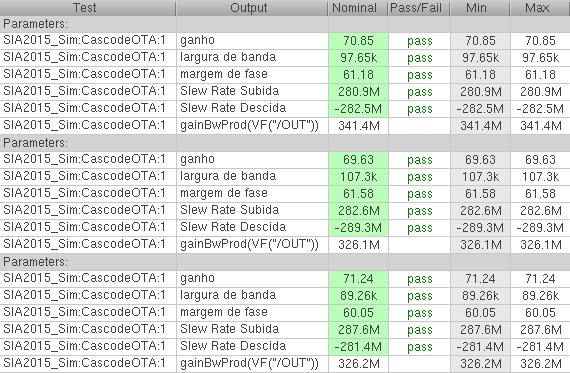 Test Output Nominal Pass/Fail Min Max
Parameters:
SIA2015_Sim:CascodeOTA:1 ganho 70.85 pass 70.85 70.85
SIA2015_Sim:CascodeOTA:1 largura de banda 97.65k pass 97.65k 97.65k
SIA2015_Sim:CascodeOTA:1 margem de fase 61.18 pass 61.18 61.18
SIA2015_Sim:CascodeOTA:1 Slew Rate Subida 280.9M pass 280.9M 280.9M
SIA2015_Sim:CascodeOTA:1 Slew Rate Descida -282.5M pass -282.5M -282.5M
SIA2015_Sim:CascodeOTA:1 gainBwProd(VF("/OUT")) 341.4M 341.4M 341.4M
Parameters:
SIA2015_Sim:CascodeOTA:1 ganho 69.63 pass 69.63 69.63
SIA2015_Sim:CascodeOTA:1 largura de banda 107.3k pass 107.3k 107.3k
SIA2015_Sim:CascodeOTA:1 margem de fase 61.58 pass 61.58 61.58
SIA2015_Sim:CascodeOTA:1 Slew Rate Subida 282.6M pass 282.6M 282.6M
SIA2015_Sim:CascodeOTA:1 Slew Rate Descida -289.3M pass -289.3M -289.3M
SIA2015_Sim:CascodeOTA:1 gainBwProd(VF("/OUT")) 326.1M 326.1M 326.1M
Parameters:
SIA2015_Sim:CascodeOTA:1 ganho 71.24 pass 71.24 71.24
SIA2015_Sim:CascodeOTA:1 largura de banda 89.26k pass 89.26k 89.26k
SIA2015_Sim:CascodeOTA:1 margem de fase 60.05 pass 60.05 60.05
SIA2015_Sim:CascodeOTA:1 Slew Rate Subida 287.6M pass 287.6M 287.6M
SIA2015_Sim:CascodeOTA:1 Slew Rate Descida -281.4M pass -281.4M -281.4M
SIA2015_Sim:CascodeOTA:1 gainBwProd(VF("/OUT")) 326.2M 326.2M 326.2M